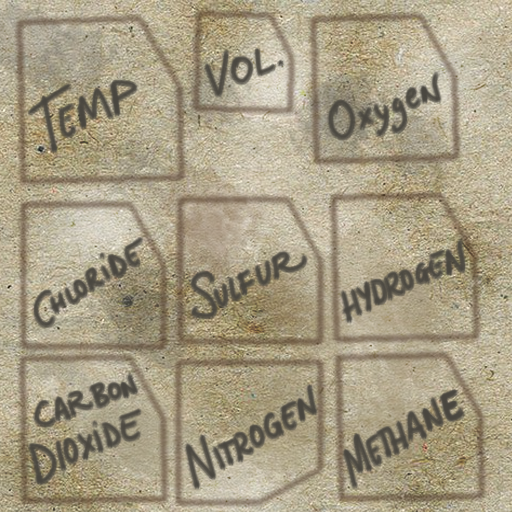 TEMP
VOL.
Oxygen
CHLORiDE
SULFUR
HYDROGEN
CARBON
DIOXiDE
NITROGEN
METHANE